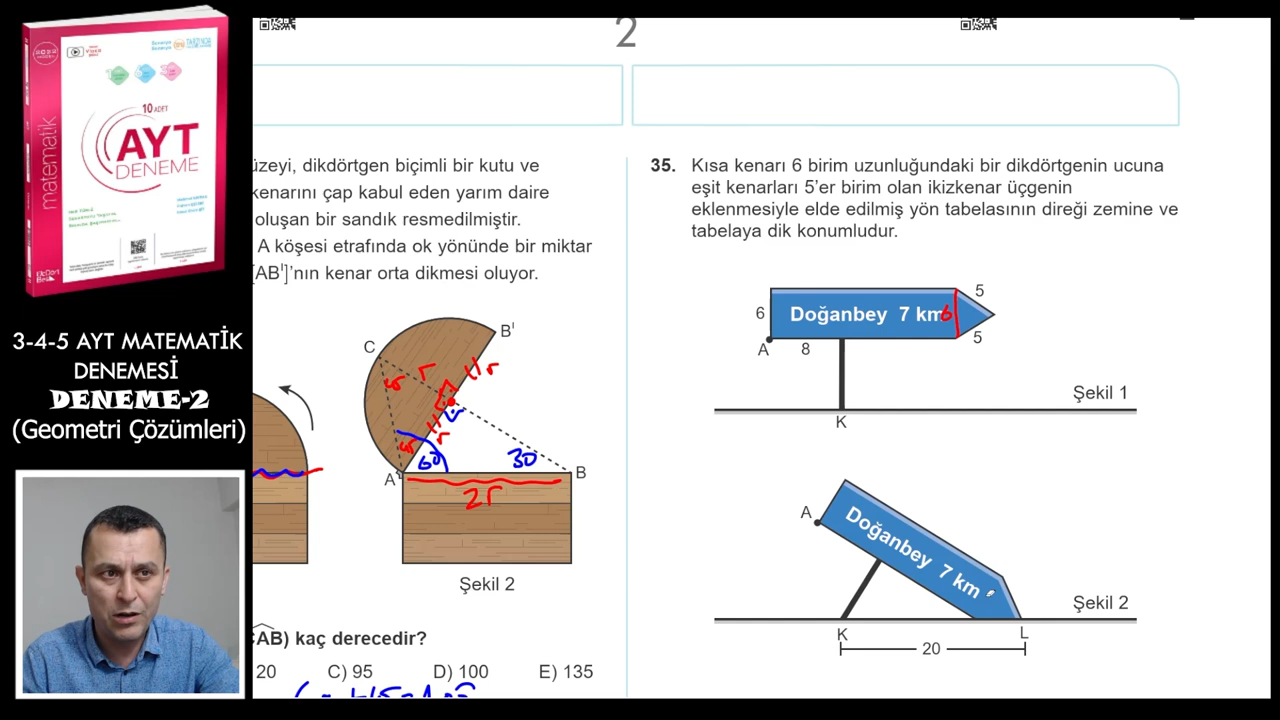 2022
matematik
VİDEO
10 ADET
AYT
DENEME
3-4-5 AYT MATEMATİK
DENEMESİ
DENEME-2
(Geometri Çözümleri)
2
üzeyi, dikdörtgen biçimli bir kutu ve
kenarını çap kabul eden yarım daire
oluşan bir sandık resmedilmiştir.
A köşesi etrafında ok yönünde bir miktar
[AB']'nın kenar orta dikmesi oluyor.
C
B'
r
r
r
60
30
A
B
2r
Şekil 2
AB) kaç derecedir?
20 C) 95 D) 100 E) 135
35. Kısa kenarı 6 birim uzunluğundaki bir dikdörtgenin ucuna
eşit kenarları 5'er birim olan ikizkenar üçgenin
eklenmesiyle elde edilmiş yön tabelasının direği zemine ve
tabelaya dik konumludur.
5
6 Doğanbey 7 km 6
5
A 8
Şekil 1
K
A
Doğanbey 7 km
Şekil 2
K L
20